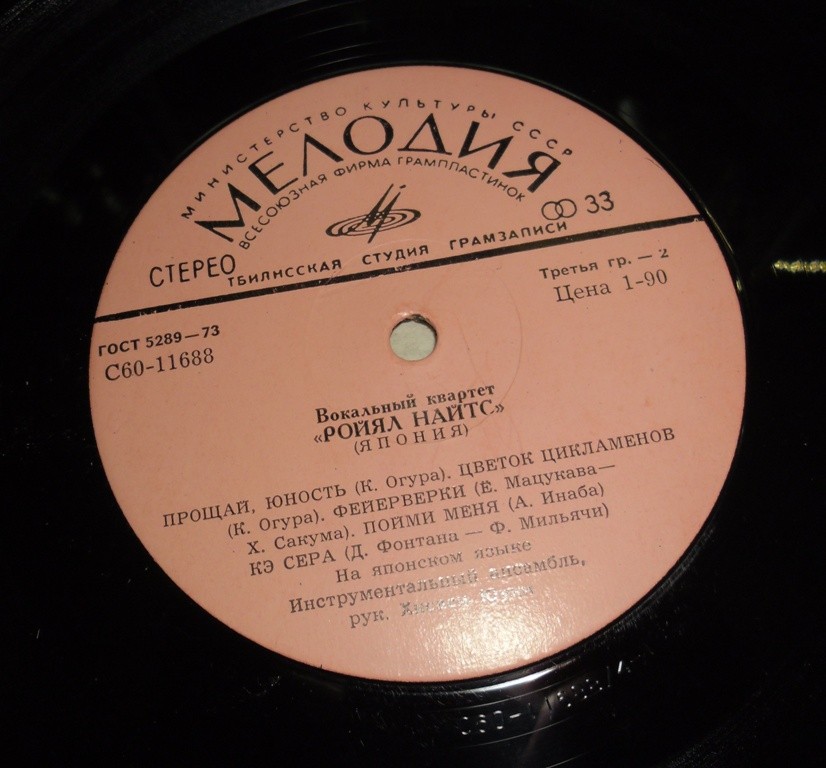 МИНИСТЕРСТВО КУЛЬТУРЫ СССР
МЕЛОДИЯ
ВСЕСОЮЗНАЯ ФИРМА ГРАМПЛАСТИНОК
33
СТЕРЕО
ТБИЛИССКАЯ СТУДИЯ ГРАМЗАПИСИ
ГОСТ 5289—73
С60-11688
Третья гр. — 2
Цена 1-90
Вокальный квартет
«РОЙЯЛ НАЙТС»
(ЯПОНИЯ)
ПРОЩАЙ, ЮНОСТЬ (К. Огура). ЦВЕТОК ЦИКЛАМЕНОВ
(К. Огура). ФЕЙЕРВЕРКИ (Е. Мацукава—
Х. Сакума). ПОЙМИ МЕНЯ (А. Инаба)
КЭ СЕРА (Д. Фонтана — Ф. Мильячи)
На японском языке
Инструментальный ансамбль,
рук.